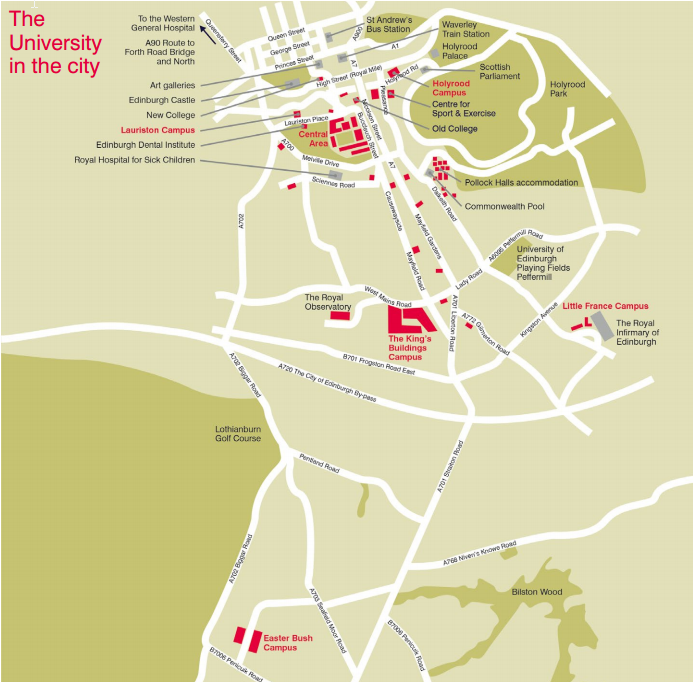 The
University
in the city
To the Western
General Hospital
A90 Route to
Forth Road Bridge
and North
Art galleries
Edinburgh Castle
New College
Lauriston Campus
Edinburgh Dental Institute
Royal Hospital for Sick Children
Queensferry Street
Queen Street
George Street
Princes Street
A900
A7
A1
St Andrew's
Bus Station
Waverley
Train Station
Holyrood
Palace
Scottish
Parliament
Holyrood
Campus
Centre for
Sport & Exercise
Old College
Holyrood
Park
High Street (Royal Mile)
Holyrood Rd
Pleasance
Nicolson Street
Buccleuch Street
Lauriston Place
Central
Area
A700
Melville Drive
A7
Sciennes Road
Pollock Halls accommodation
Commonwealth Pool
Dalkeith Road
A702
Causewayside
Mayfield Gardens
Mayfield Road
A6095 Peffermill Road
University of
Edinburgh
Playing Fields
Peffermill
Lady Road
West Mains Road
The Royal
Observatory
The King's
Buildings
Campus
A701 Liberton Road
A772 Gilmerton Road
Kingston Avenue
Little France Campus
The Royal
Infirmary of
Edinburgh
B701 Frogston Road East
A720 The City of Edinburgh By-pass
A702 Biggar Road
Lothianburn
Golf Course
Pentland Road
A701 Straiton Road
A702 Biggar Road
A703 Seafield Moor Road
A768 Niven's Knowe Road
Bilston Wood
Easter Bush
Campus
B7006 Penicuik Road
B7006 Penicuik Road